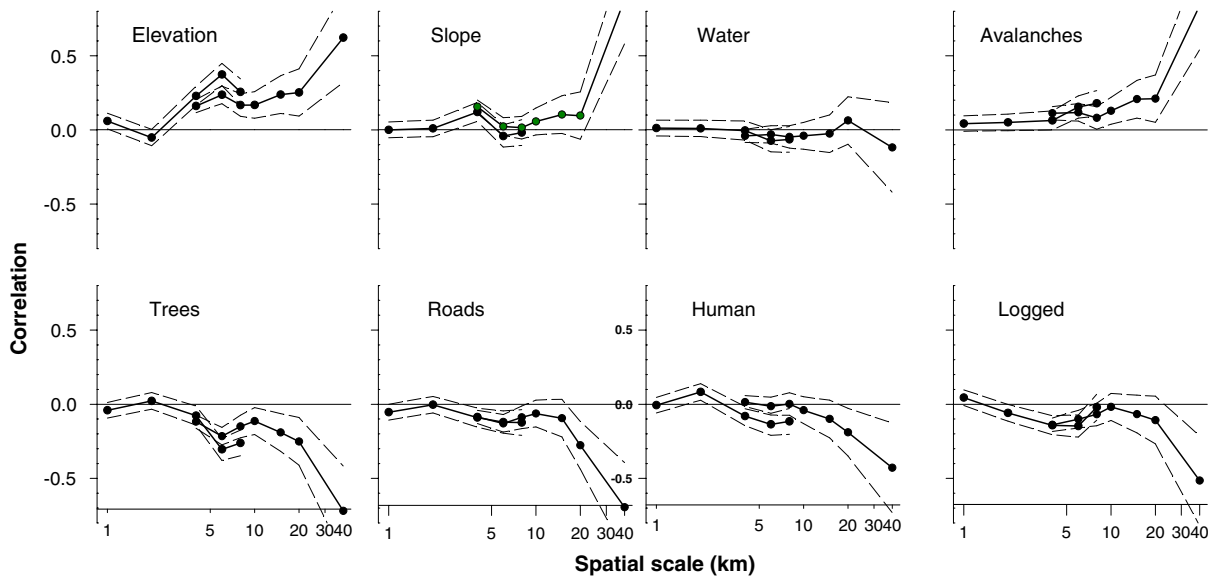 Elevation Slope Water Avalanches
0.5
0.0
-0.5
Correlation
Trees Roads Human Logged
0.5 0.5
0.0 0.0
-0.5 -0.5
1 5 10 20 3040 1 5 10 20 3040 1 5 10 20 3040 1 5 10 20 3040
Spatial scale (km)